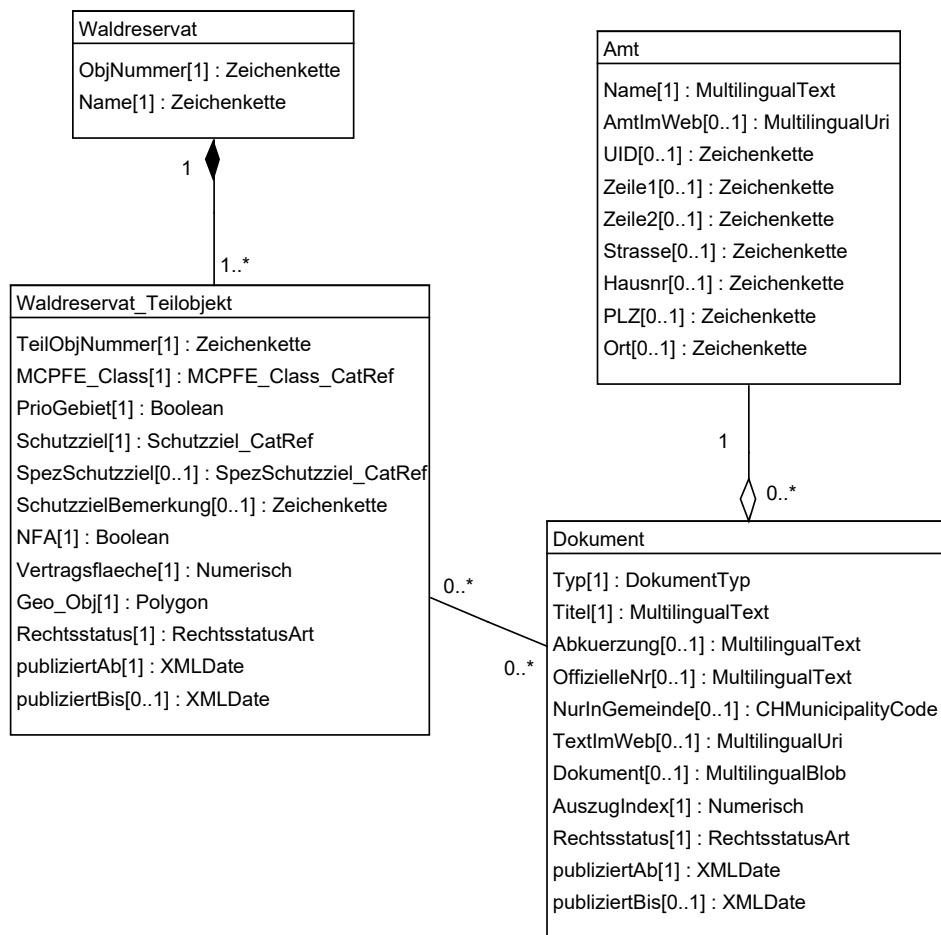 Waldreservat
ObjNummer[1] : Zeichenkette
Name[1] : Zeichenkette
1
1..*
Waldreservat_Teilobjekt
TeilObjNummer[1] : Zeichenkette
MCPFE_Class[1] : MCPFE_Class_CatRef
PrioGebiet[1] : Boolean
Schutzziel[1] : Schutzziel_CatRef
SpezSchutzziel[0..1] : SpezSchutzziel_CatRef
SchutzzielBemerkung[0..1] : Zeichenkette
NFA[1] : Boolean
Vertragsflaeche[1] : Numerisch
Geo_Obj[1] : Polygon
Rechtsstatus[1] : RechtsstatusArt
publiziertAb[1] : XMLDate
publiziertBis[0..1] : XMLDate
0..*
0..*
Amt
Name[1] : MultilingualText
AmtImWeb[0..1] : MultilingualUri
UID[0..1] : Zeichenkette
Zeile1[0..1] : Zeichenkette
Zeile2[0..1] : Zeichenkette
Strasse[0..1] : Zeichenkette
Hausnr[0..1] : Zeichenkette
PLZ[0..1] : Zeichenkette
Ort[0..1] : Zeichenkette
1
0..*
Dokument
Typ[1] : DokumentTyp
Titel[1] : MultilingualText
Abkuerzung[0..1] : MultilingualText
OffizielleNr[0..1] : MultilingualText
NurInGemeinde[0..1] : CHMunicipalityCode
TextImWeb[0..1] : MultilingualUri
Dokument[0..1] : MultilingualBlob
AuszugIndex[1] : Numerisch
Rechtsstatus[1] : RechtsstatusArt
publiziertAb[1] : XMLDate
publiziertBis[0..1] : XMLDate